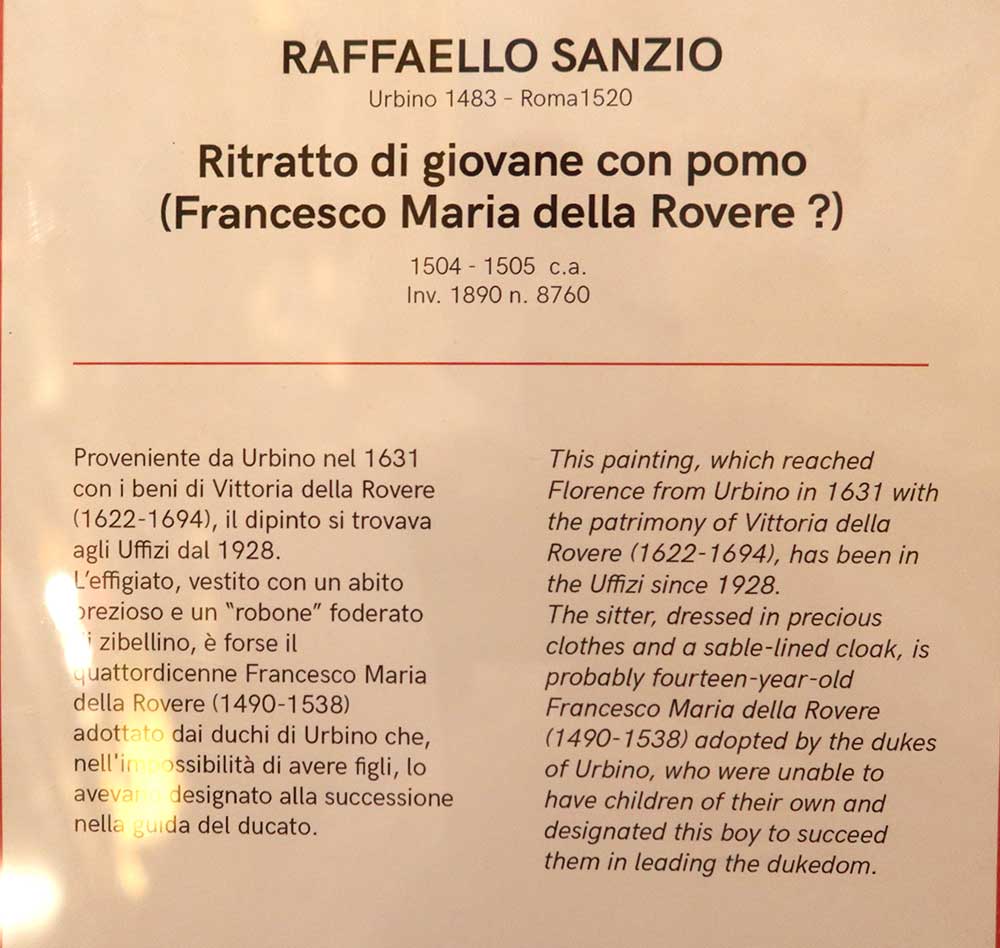 RAFFAELLO SANZIO
Urbino 1483 - Roma1520
Ritratto di giovane con pomo
(Francesco Maria della Rovere ?)
1504 - 1505 c.a.
Inv. 1890 n. 8760
Proveniente da Urbino nel 1631
con i beni di Vittoria della Rovere
(1622-1694), il dipinto si trovava
agli Uffizi dal 1928.
L'effigiato, vestito con un abito
prezioso e un "robone" foderato
di zibellino, è forse il
quattordicenne Francesco Maria
della Rovere (1490-1538)
adottato dai duchi di Urbino che,
nell'impossibilità di avere figli, lo
avevano designato alla successione
nella guida del ducato.
This painting, which reached
Florence from Urbino in 1631 with
the patrimony of Vittoria della
Rovere (1622-1694), has been in
the Uffizi since 1928.
The sitter, dressed in precious
clothes and a sable-lined cloak, is
probably fourteen-year-old
Francesco Maria della Rovere
(1490-1538) adopted by the dukes
of Urbino, who were unable to
have children of their own and
designated this boy to succeed
them in leading the dukedom.